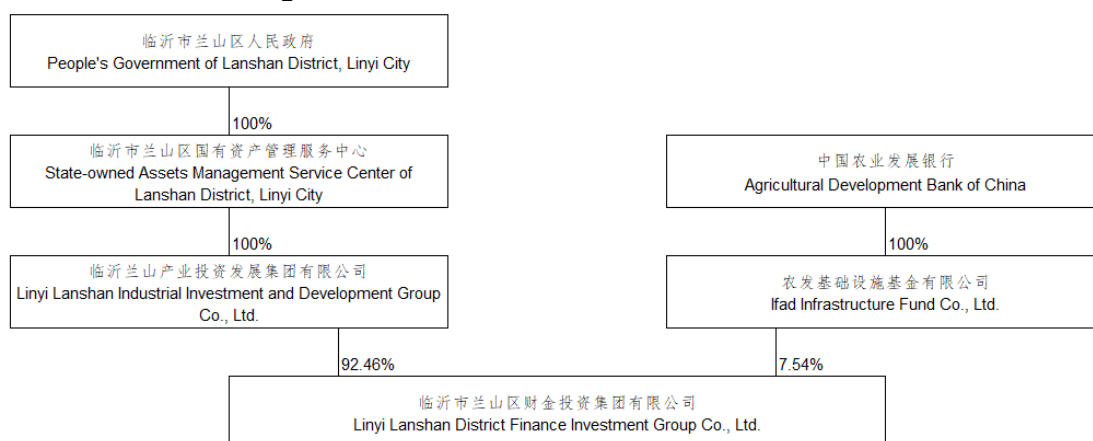 临沂市兰山区人民政府
People's Government of Lanshan District, Linyi City
100%
临沂市兰山区国有资产管理服务中心
State-owned Assets Management Service Center of
Lanshan District, Linyi City
中国农业发展银行
Agricultural Development Bank of China
100%
100%
临沂兰山产业投资发展集团有限公司
Linyi Lanshan Industrial Investment and Development Group
Co., Ltd.
农发基础设施基金有限公司
Ifad Infrastructure Fund Co., Ltd.
92.46%
7.54%
临沂市兰山区财金投资集团有限公司
Linyi Lanshan District Finance Investment Group Co., Ltd.